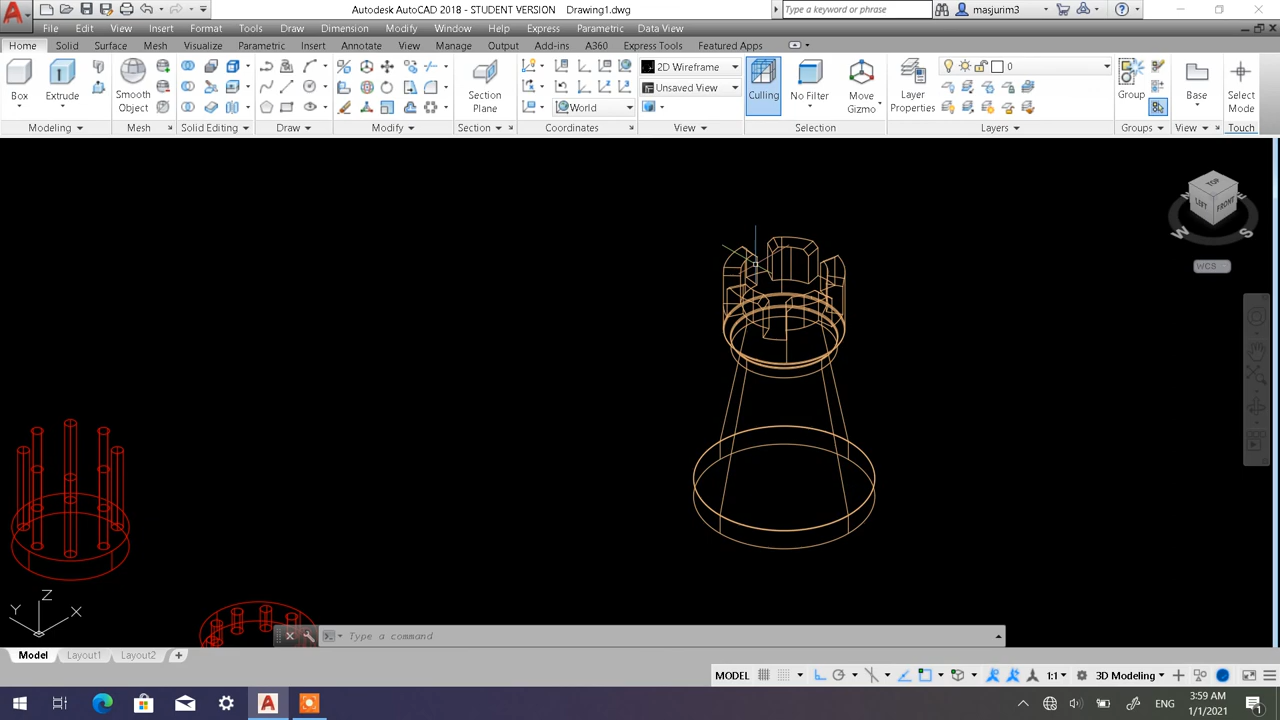 Autodesk AutoCAD 2018 - STUDENT VERSION Drawing1.dwg
Type a keyword or phrase
masjurim3
File Edit View Insert Format Tools Draw Dimension Modify Window Help Express Parametric Data View
Home Solid Surface Mesh Visualize Parametric Insert Annotate View Manage Output Add-ins A360 Express Tools Featured Apps
Box
Extrude
Smooth Object
Section Plane
World
2D Wireframe
Unsaved View
Culling
No Filter
Move Gizmo
Layer Properties
0
Group
Base
Select Mode
Modeling Mesh Solid Editing Draw Modify Section Coordinates View Selection Layers Groups View Touch
TOP
LEFT
FRONT
W
S
WCS
Z
Y
X
Type a command
Model Layout1 Layout2
MODEL
1:1
3D Modeling
ENG
3:59 AM
1/1/2021
1